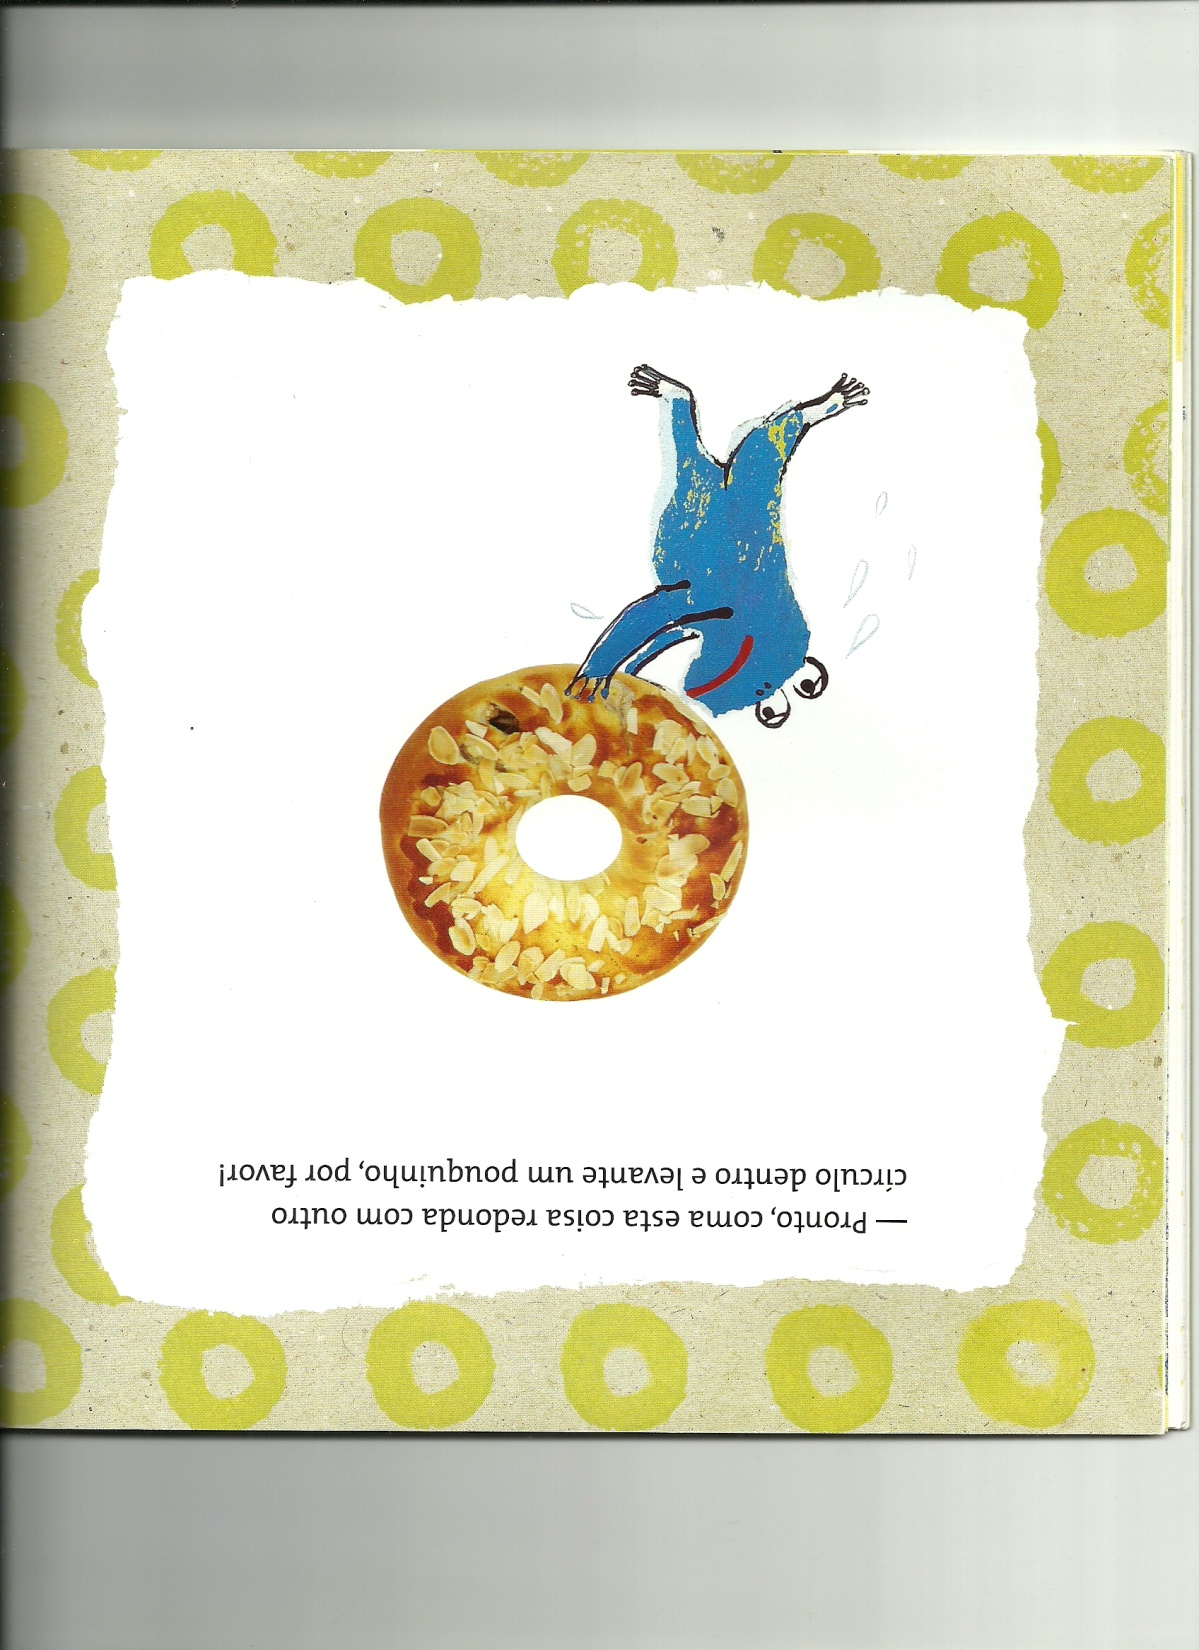 — Pronto, coma esta coisa redonda com outro
círculo dentro e levante um pouquinho, por favor!